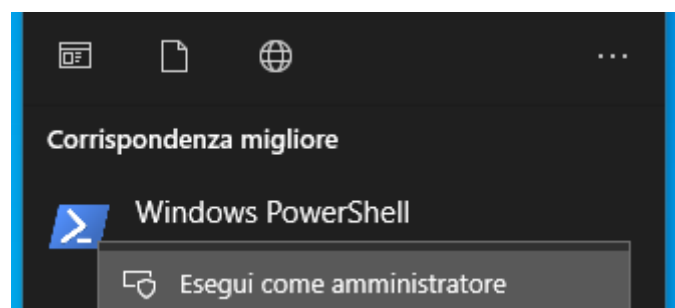 Corrispondenza migliore
Windows PowerShell
Esegui come amministratore